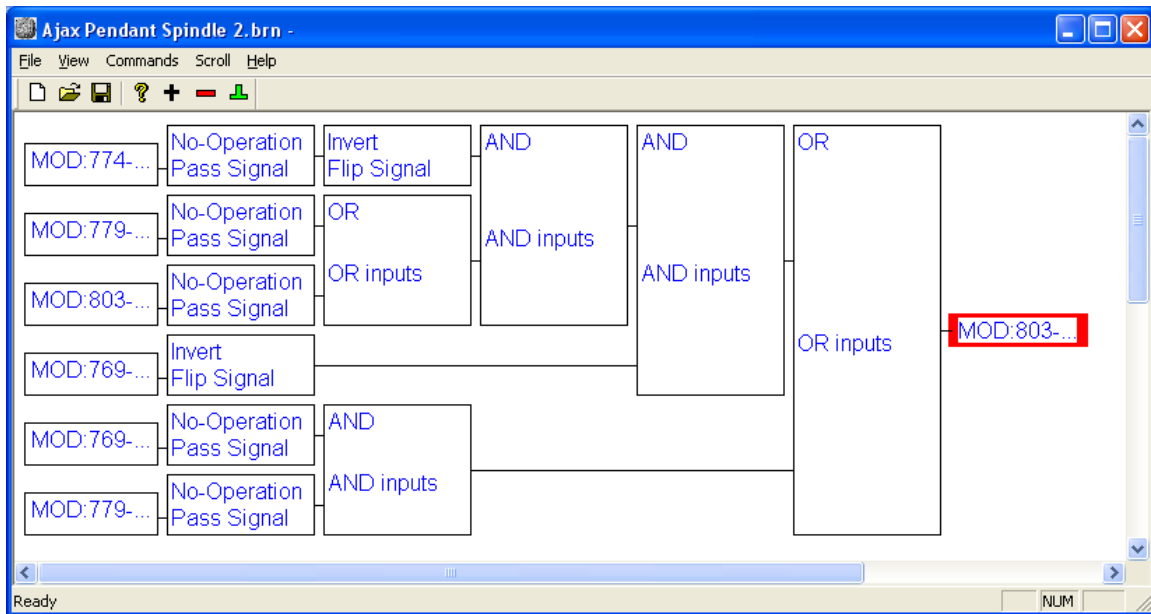 Ajax Pendant Spindle 2.brn -
File View Commands Scroll Help
MOD:774-...
No-Operation
Pass Signal
Invert
Flip Signal
AND
AND inputs
AND
AND inputs
OR
OR inputs
MOD:779-...
No-Operation
Pass Signal
OR
OR inputs
MOD:803-...
No-Operation
Pass Signal
MOD:803-...
MOD:769-...
Invert
Flip Signal
MOD:769-...
No-Operation
Pass Signal
AND
AND inputs
MOD:779-...
No-Operation
Pass Signal
Ready
NUM